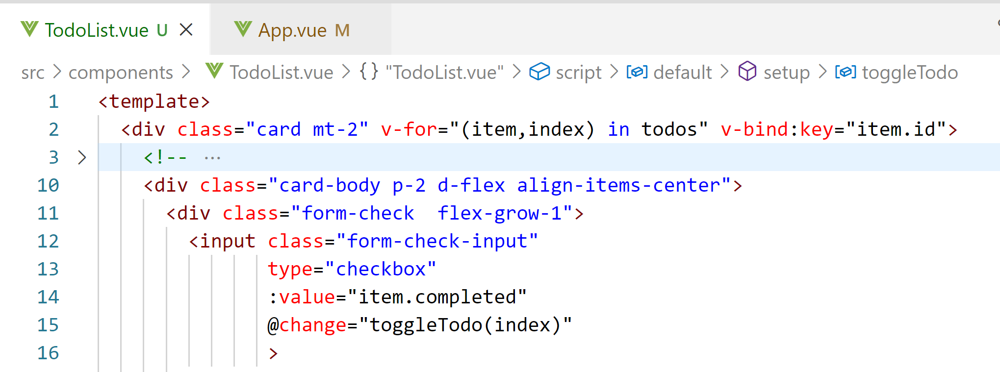 TodoList.vue U App.vue M
src > components > TodoList.vue > {} "TodoList.vue" > script > default > setup > toggleTodo
1 <template>
2 <div class="card mt-2" v-for="(item,index) in todos" v-bind:key="item.id">
3 <!-- ···
10 <div class="card-body p-2 d-flex align-items-center">
11 <div class="form-check  flex-grow-1">
12 <input class="form-check-input"
13 type="checkbox"
14 :value="item.completed"
15 @change="toggleTodo(index)"
16 >